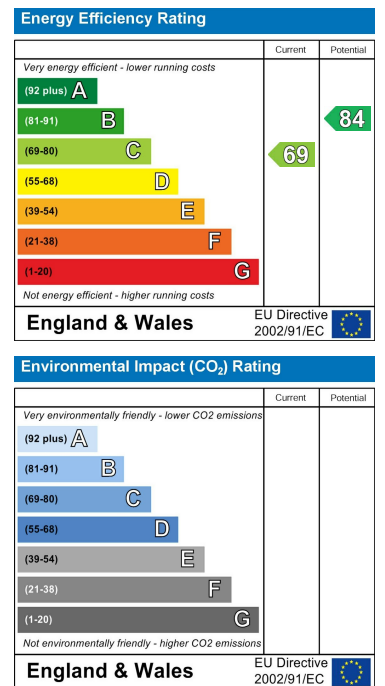 Energy Efficiency Rating
Current Potential
Very energy efficient - lower running costs
(92 plus) A
(81-91) B
84
(69-80) C
69
(55-68) D
(39-54) E
(21-38) F
(1-20) G
Not energy efficient - higher running costs
England & Wales
EU Directive
2002/91/EC
Environmental Impact (CO₂) Rating
Current Potential
Very environmentally friendly - lower CO2 emissions
(92 plus) A
(81-91) B
(69-80) C
(55-68) D
(39-54) E
(21-38) F
(1-20) G
Not environmentally friendly - higher CO2 emissions
England & Wales
EU Directive
2002/91/EC